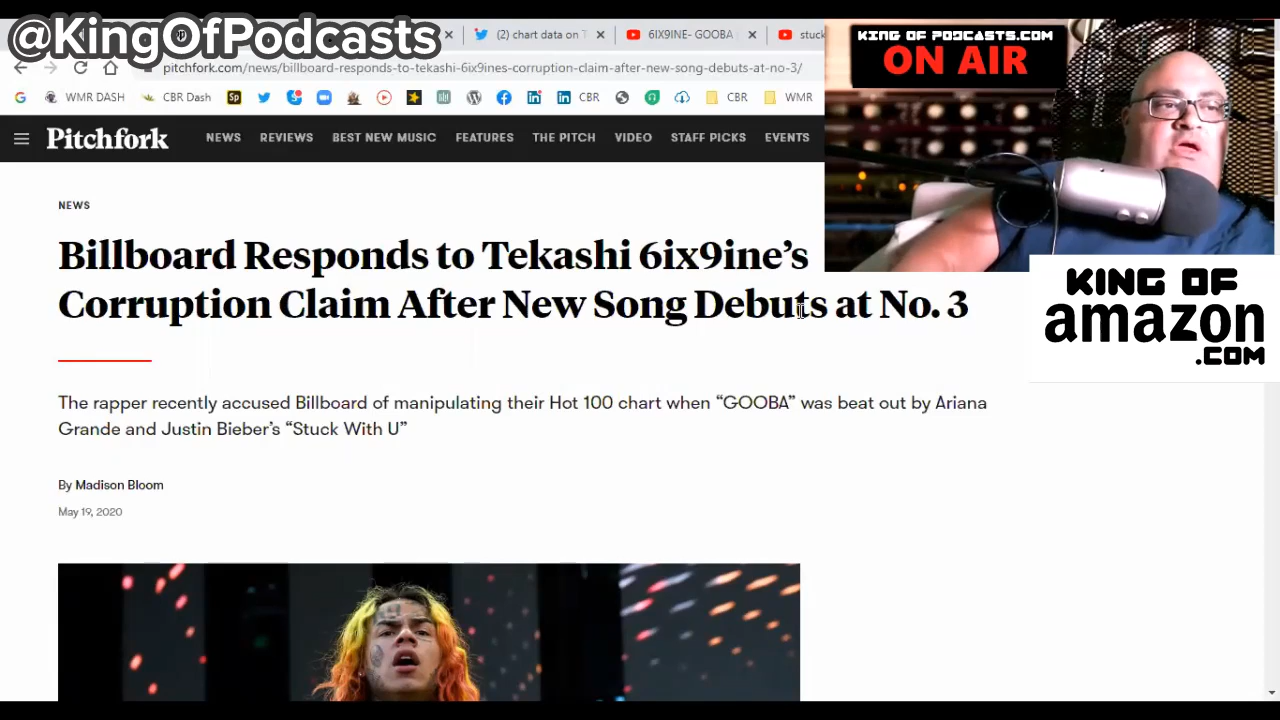 @KingOfPodcasts
(2) chart data on T
6IX9INE- GOOBA
stuck
KING OF PODCASTS.COM
ON AIR
pitchfork.com/news/billboard-responds-to-tekashi-6ix9ines-corruption-claim-after-new-song-debuts-at-no-3/
G WMR DASH CBR Dash Sp CBR CBR WMR
Pitchfork
NEWS REVIEWS BEST NEW MUSIC FEATURES THE PITCH VIDEO STAFF PICKS EVENTS
NEWS
Billboard Responds to Tekashi 6ix9ine’s
Corruption Claim After New Song Debuts at No. 3
KING OF
amazon
.COM
The rapper recently accused Billboard of manipulating their Hot 100 chart when “GOOBA” was beat out by Ariana
Grande and Justin Bieber’s “Stuck With U”
By Madison Bloom
May 19, 2020